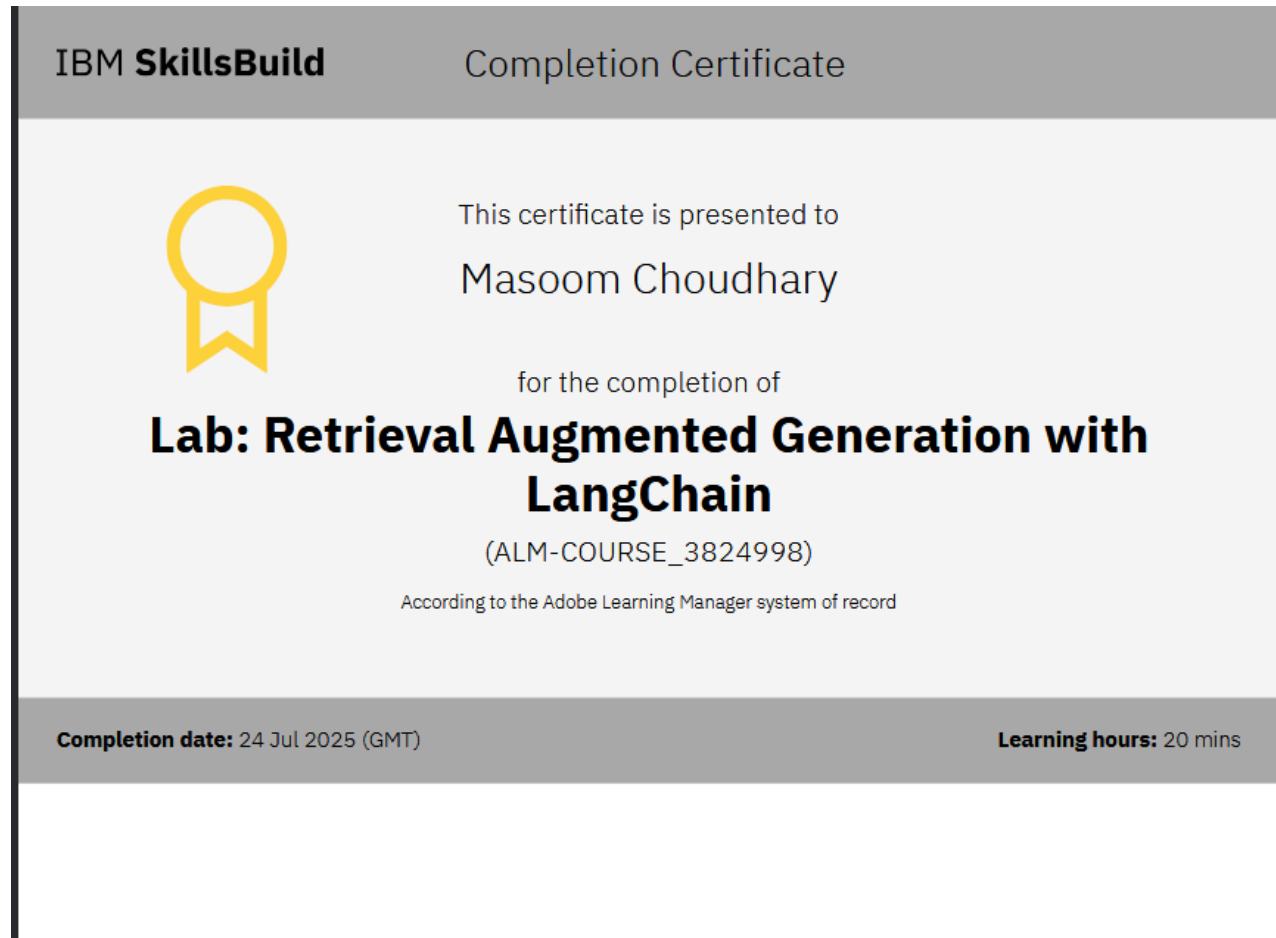 IBM SkillsBuild
Completion Certificate
This certificate is presented to
Masoom Choudhary
for the completion of
Lab: Retrieval Augmented Generation with
LangChain
(ALM-COURSE_3824998)
According to the Adobe Learning Manager system of record
Completion date: 24 Jul 2025 (GMT)
Learning hours: 20 mins